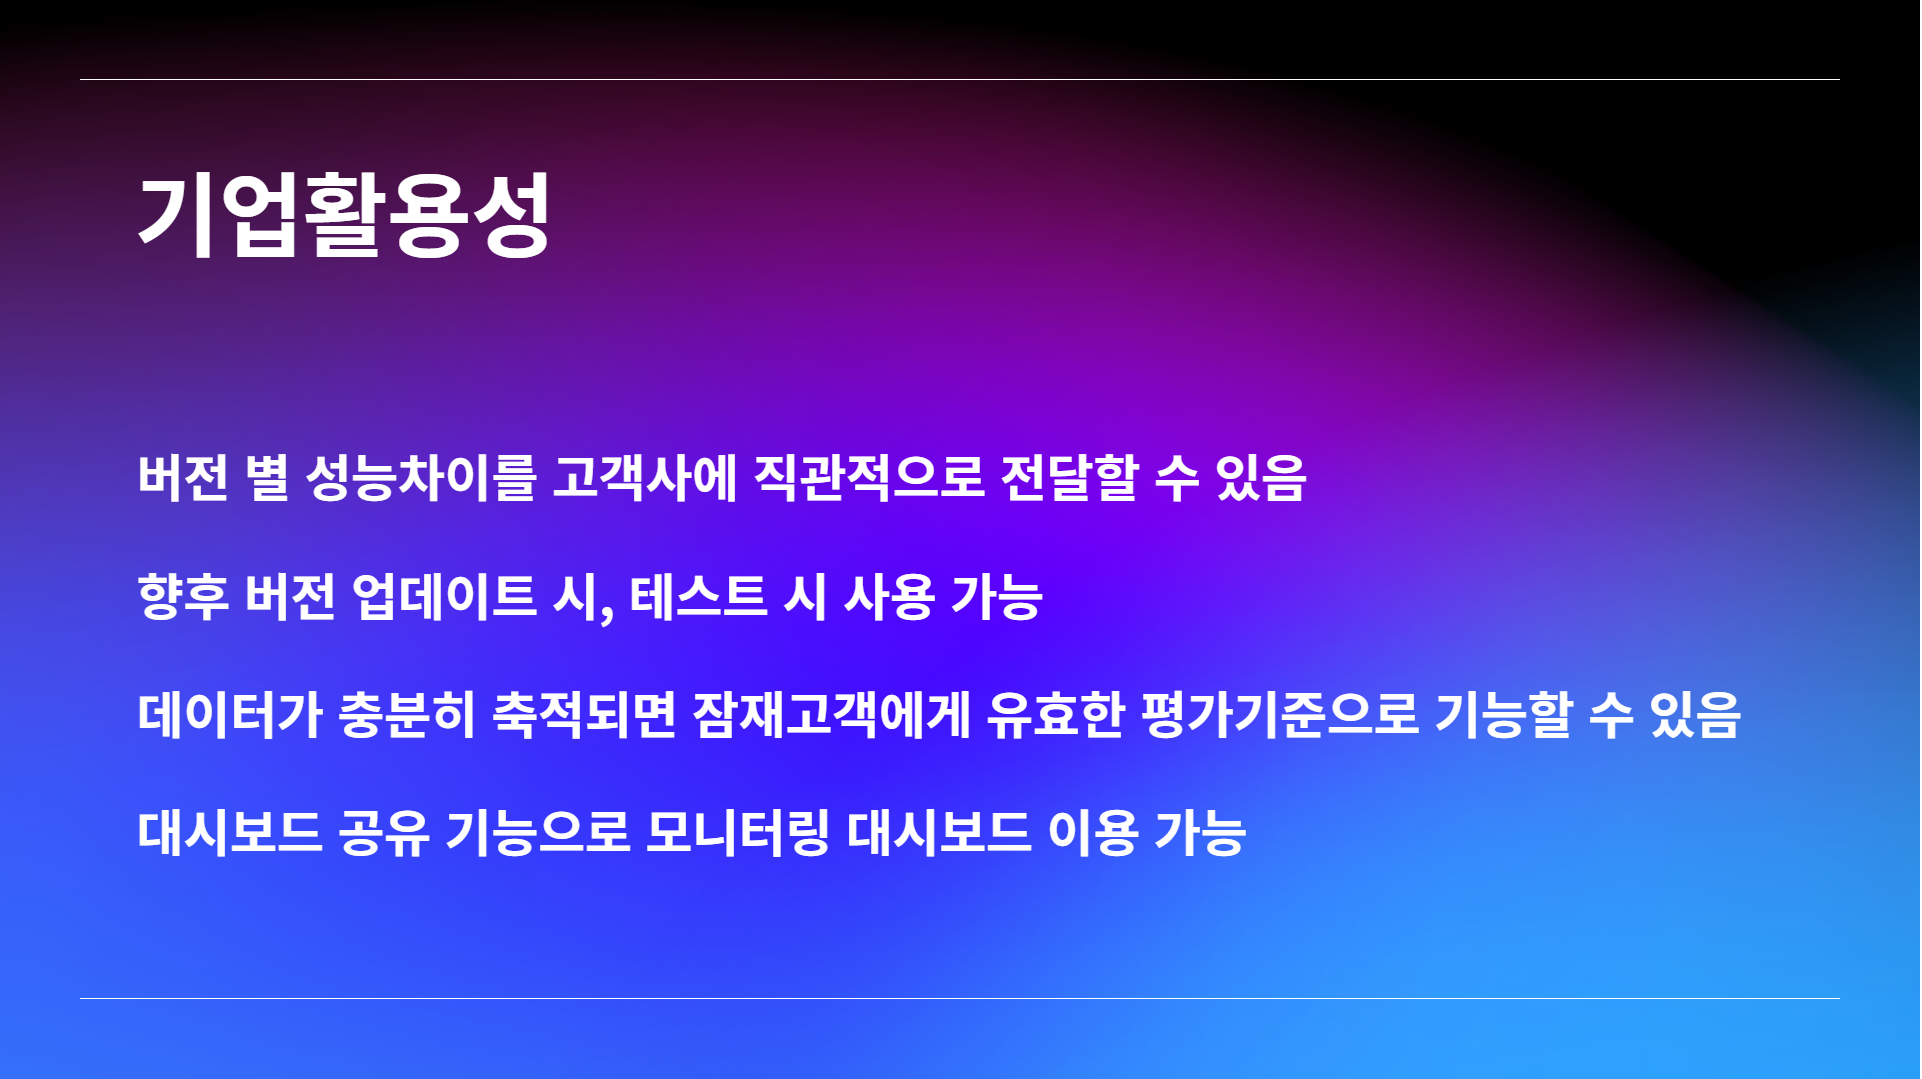 기업활용성
버전 별 성능차이를 고객사에 직관적으로 전달할 수 있음
향후 버전 업데이트 시, 테스트 시 사용 가능
데이터가 충분히 축적되면 잠재고객에게 유효한 평가기준으로 기능할 수 있음
대시보드 공유 기능으로 모니터링 대시보드 이용 가능